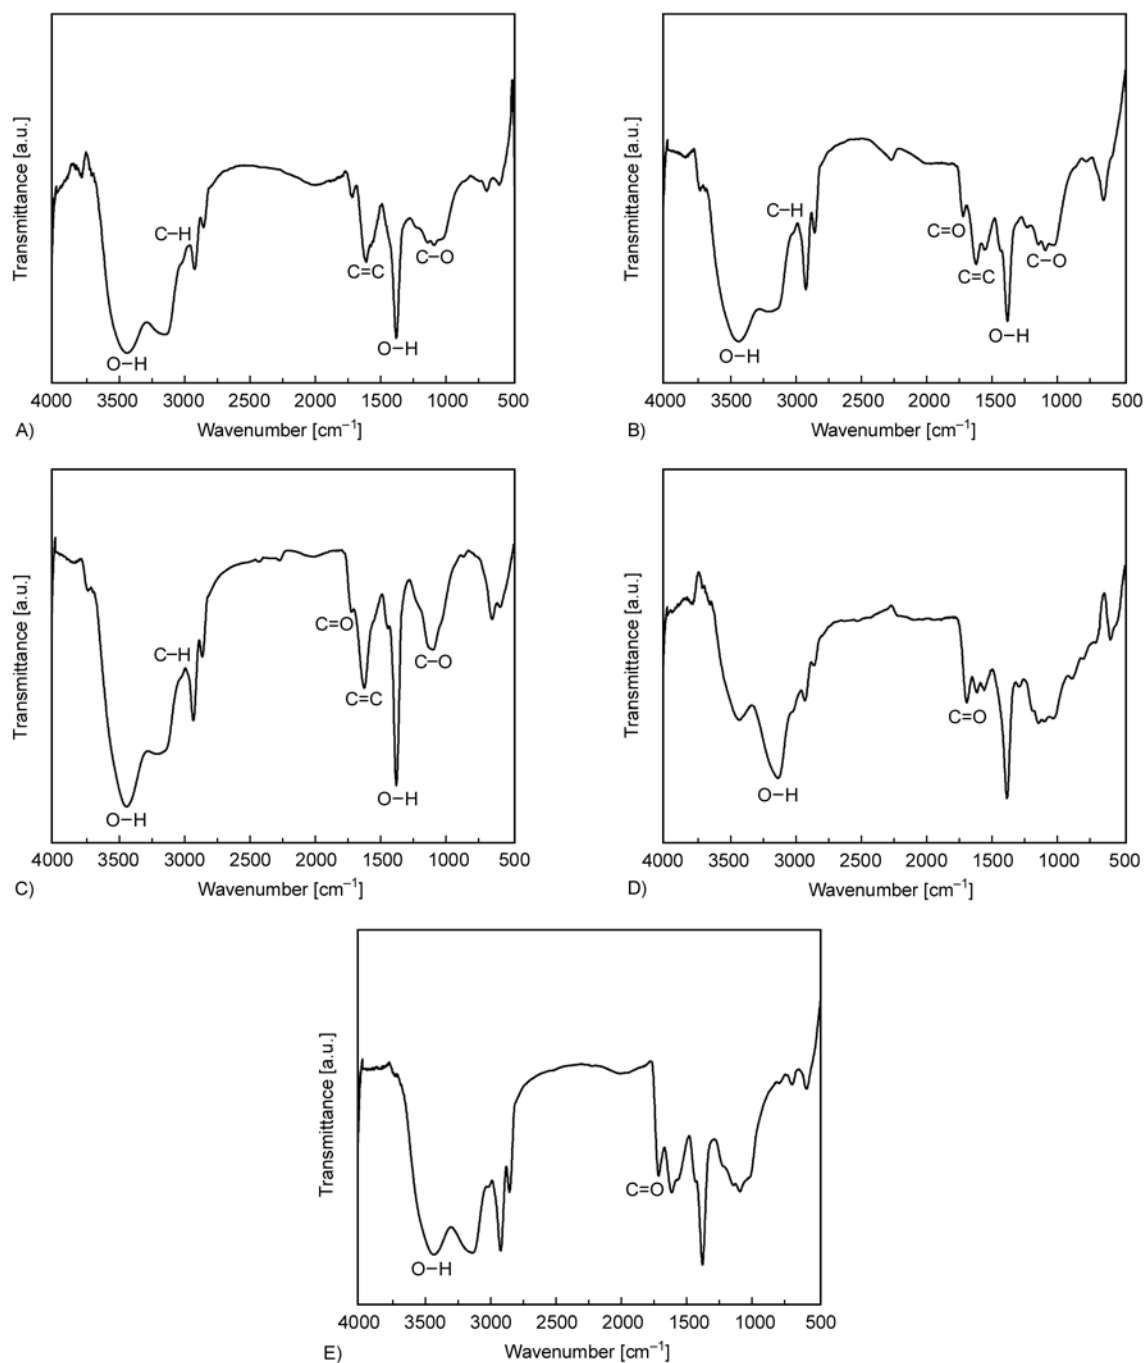 Transmittance [a.u.]
C–H
C=C
C–O
O–H
O–H
4000 3500 3000 2500 2000 1500 1000 500
A)
Wavenumber [cm⁻¹]
Transmittance [a.u.]
C–H
C=O
C=C
C–O
O–H
O–H
4000 3500 3000 2500 2000 1500 1000 500
B)
Wavenumber [cm⁻¹]
Transmittance [a.u.]
C=O
C–H
C–O
C=C
O–H
O–H
4000 3500 3000 2500 2000 1500 1000 500
C)
Wavenumber [cm⁻¹]
Transmittance [a.u.]
C=O
O–H
4000 3500 3000 2500 2000 1500 1000 500
D)
Wavenumber [cm⁻¹]
Transmittance [a.u.]
C=O
O–H
4000 3500 3000 2500 2000 1500 1000 500
E)
Wavenumber [cm⁻¹]